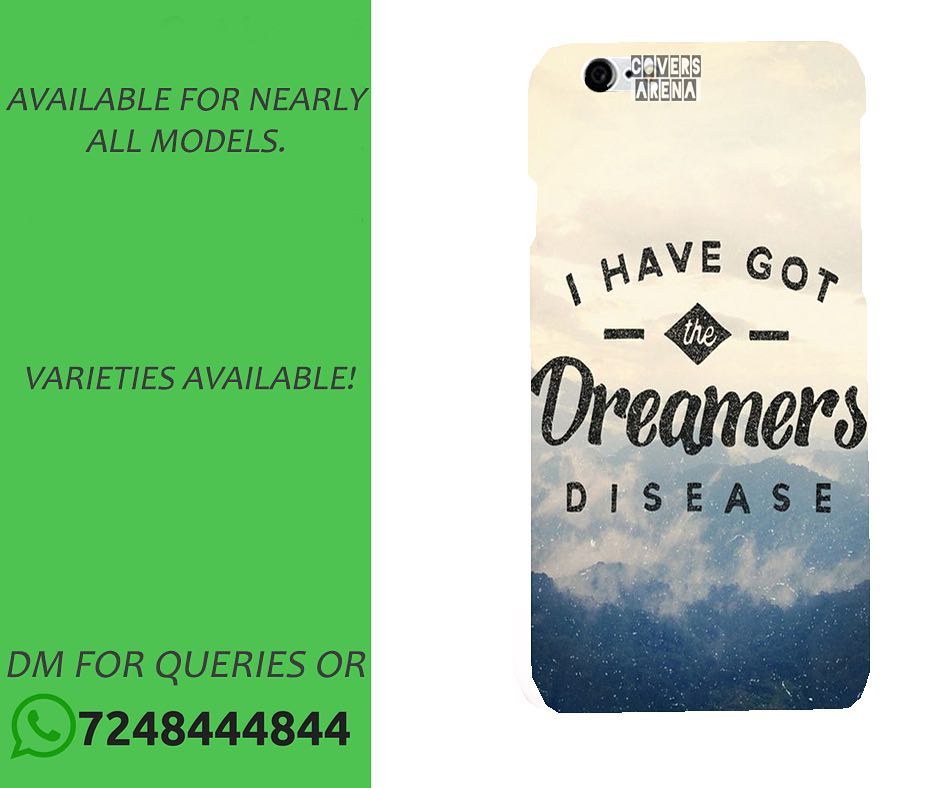 AVAILABLE FOR NEARLY
ALL MODELS.
VARIETIES AVAILABLE!
DM FOR QUERIES OR
7248444844
COVERS
ARENA
I HAVE GOT
the
Dreamers
DISEASE